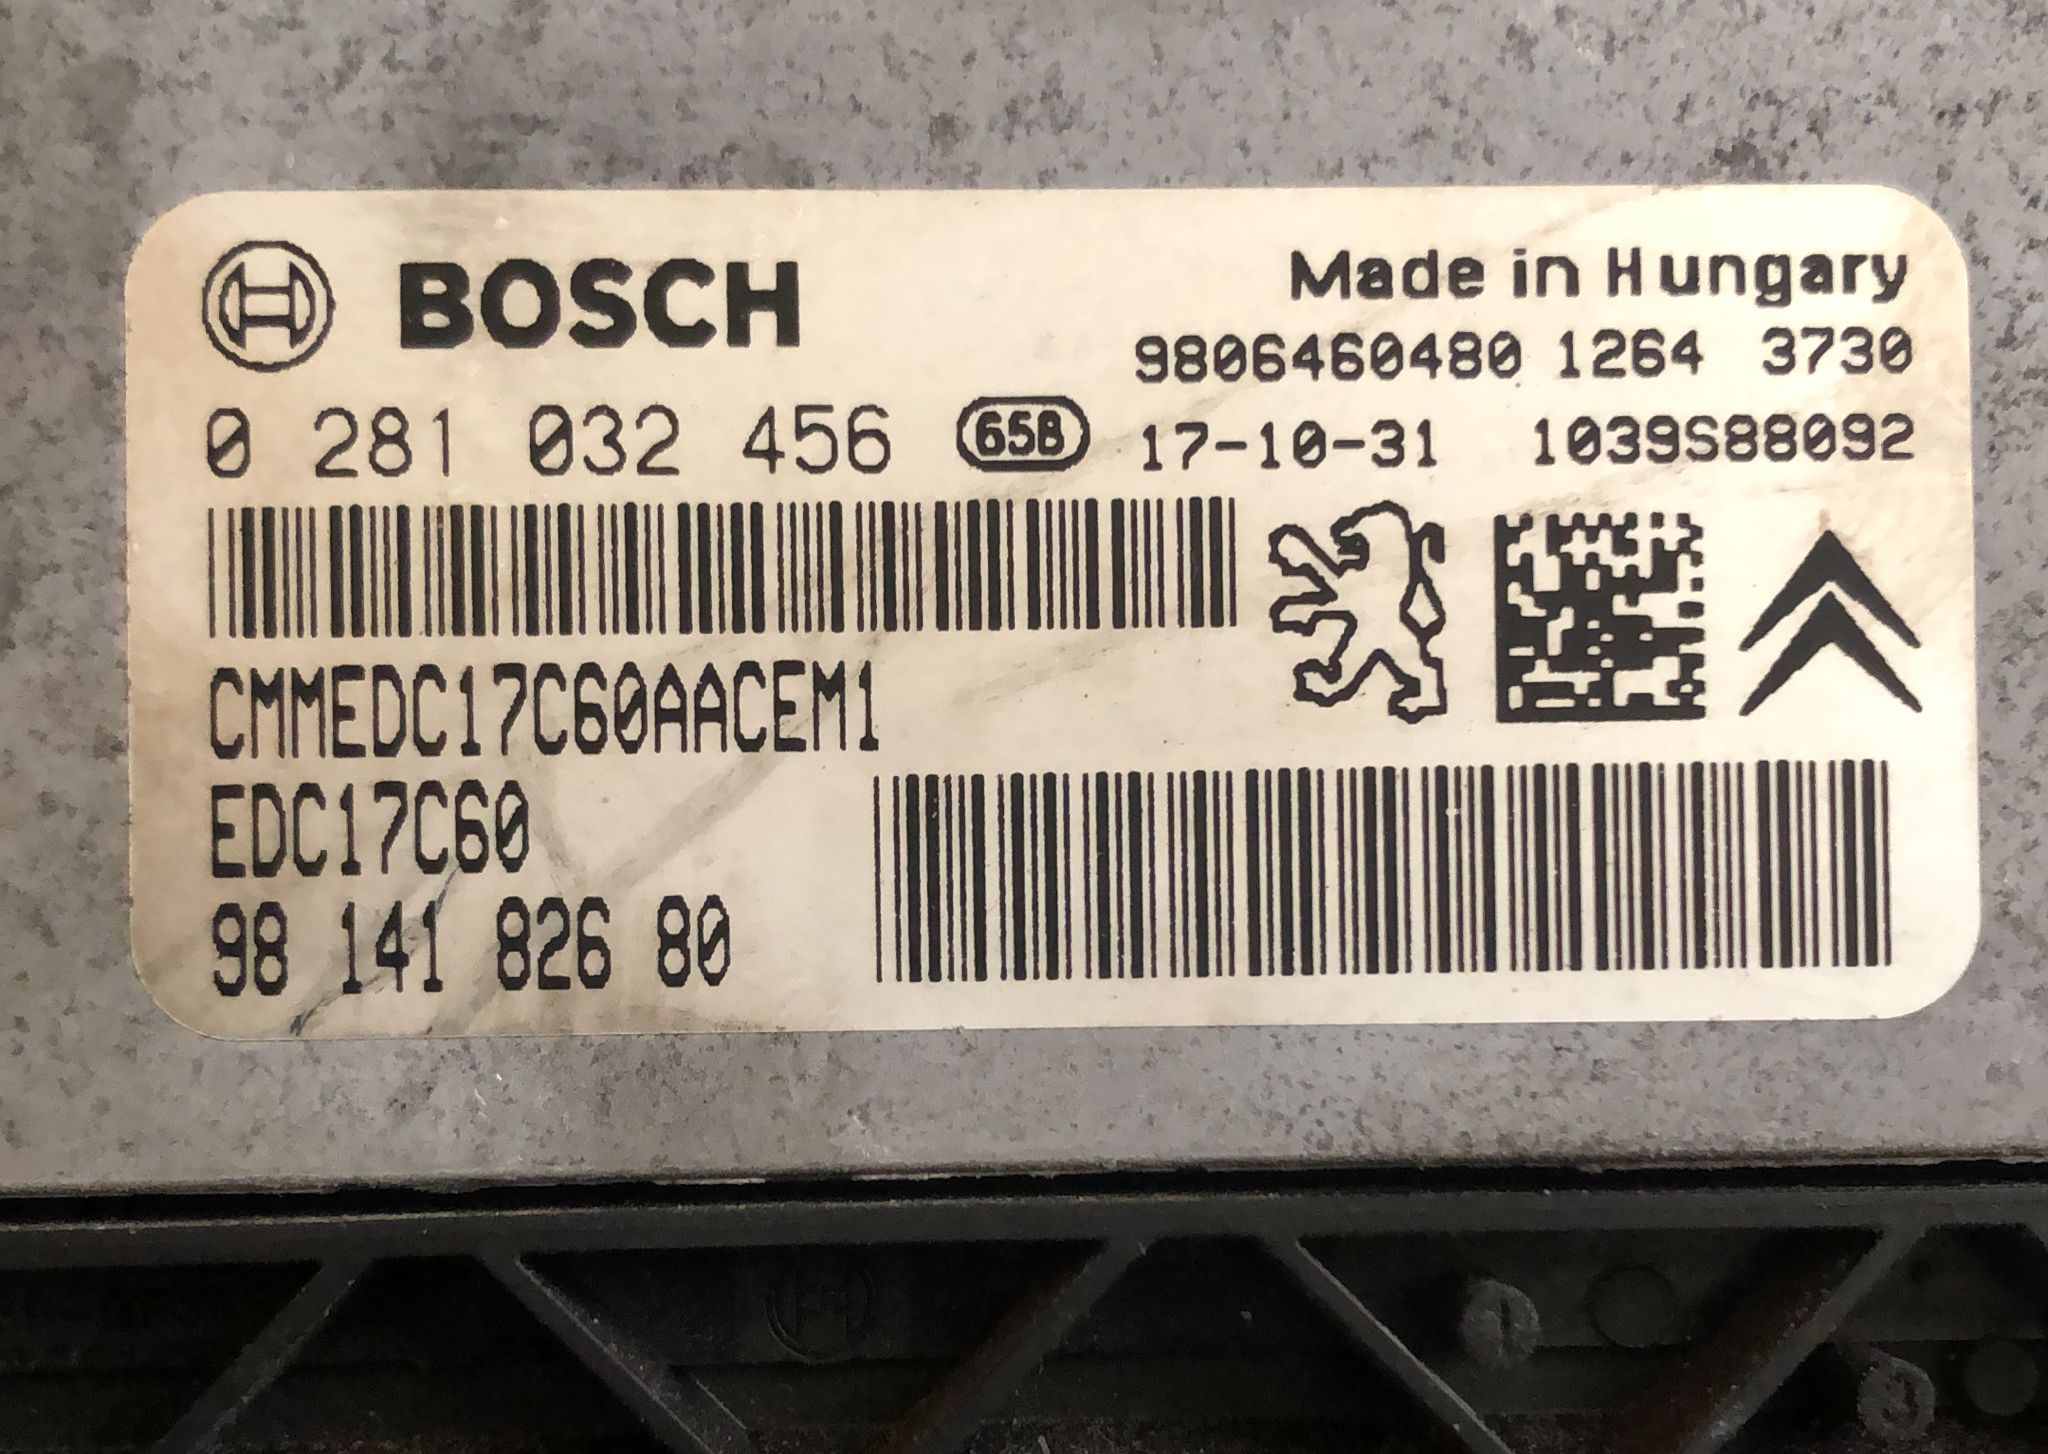 BOSCH
Made in Hungary
9806460480 1264 3730
0 281 032 456 658 17-10-31 1039S88092
CMMEDC17C60AACEM1
EDC17C60
98 141 826 80